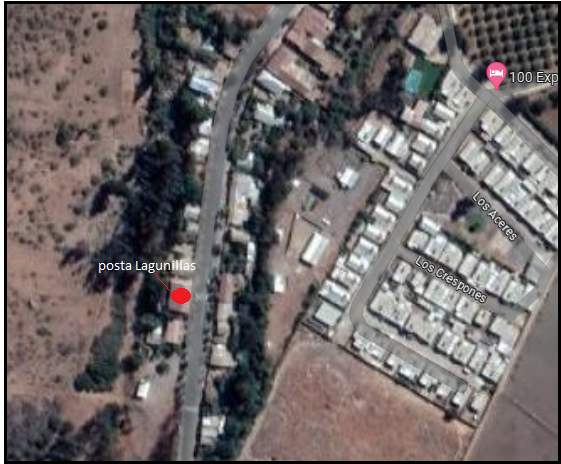 100 Exp
Los Aceres
posta Lagunillas
Los Crespones